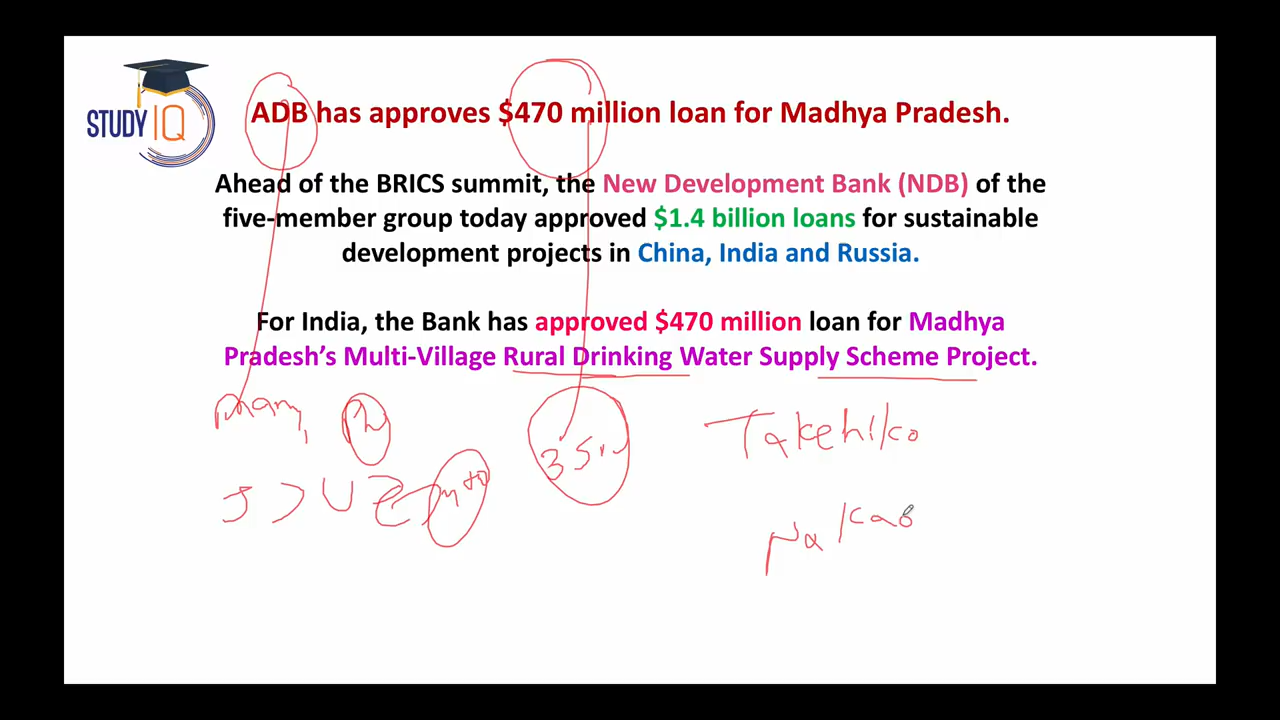 STUDY IQ
ADB has approves $470 million loan for Madhya Pradesh.
Ahead of the BRICS summit, the New Development Bank (NDB) of the
five-member group today approved $1.4 billion loans for sustainable
development projects in China, India and Russia.
For India, the Bank has approved $470 million loan for Madhya
Pradesh's Multi-Village Rural Drinking Water Supply Scheme Project.
Takehiko
Nakao